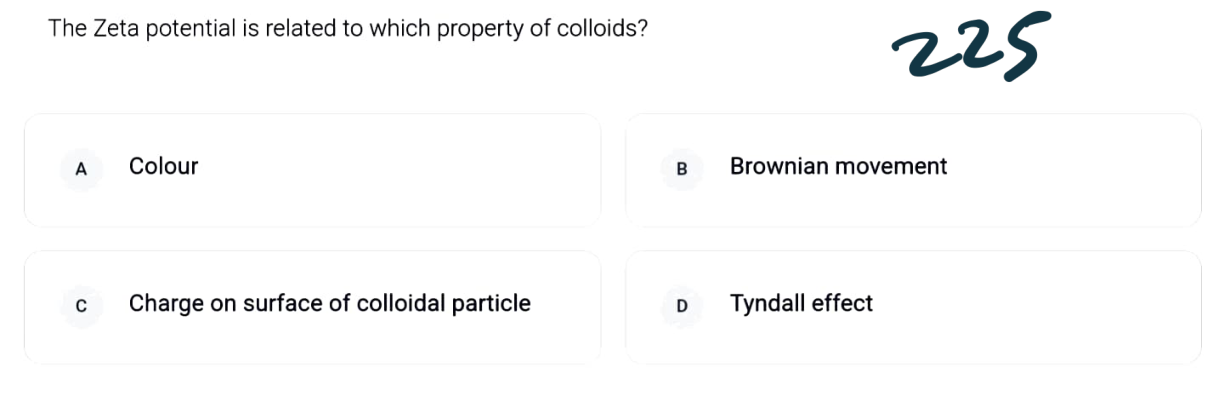 The Zeta potential is related to which property of colloids?
225
A Colour
B Brownian movement
C Charge on surface of colloidal particle
D Tyndall effect